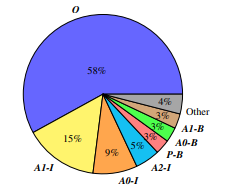 O
58%
4%
3%
Other
3%
A1-B
3%
A0-B
P-B
5%
A2-I
9%
A0-I
15%
A1-I